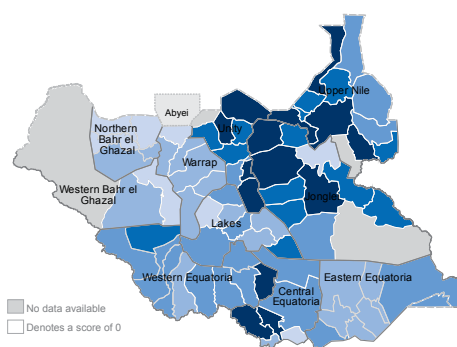 Upper Nile
Abyei
Northern
Bahr el
Ghazal
Unity
Warrap
Western Bahr el
Ghazal
Jonglei
Lakes
Western Equatoria
Central
Equatoria
Eastern Equatoria
No data available
Denotes a score of 0